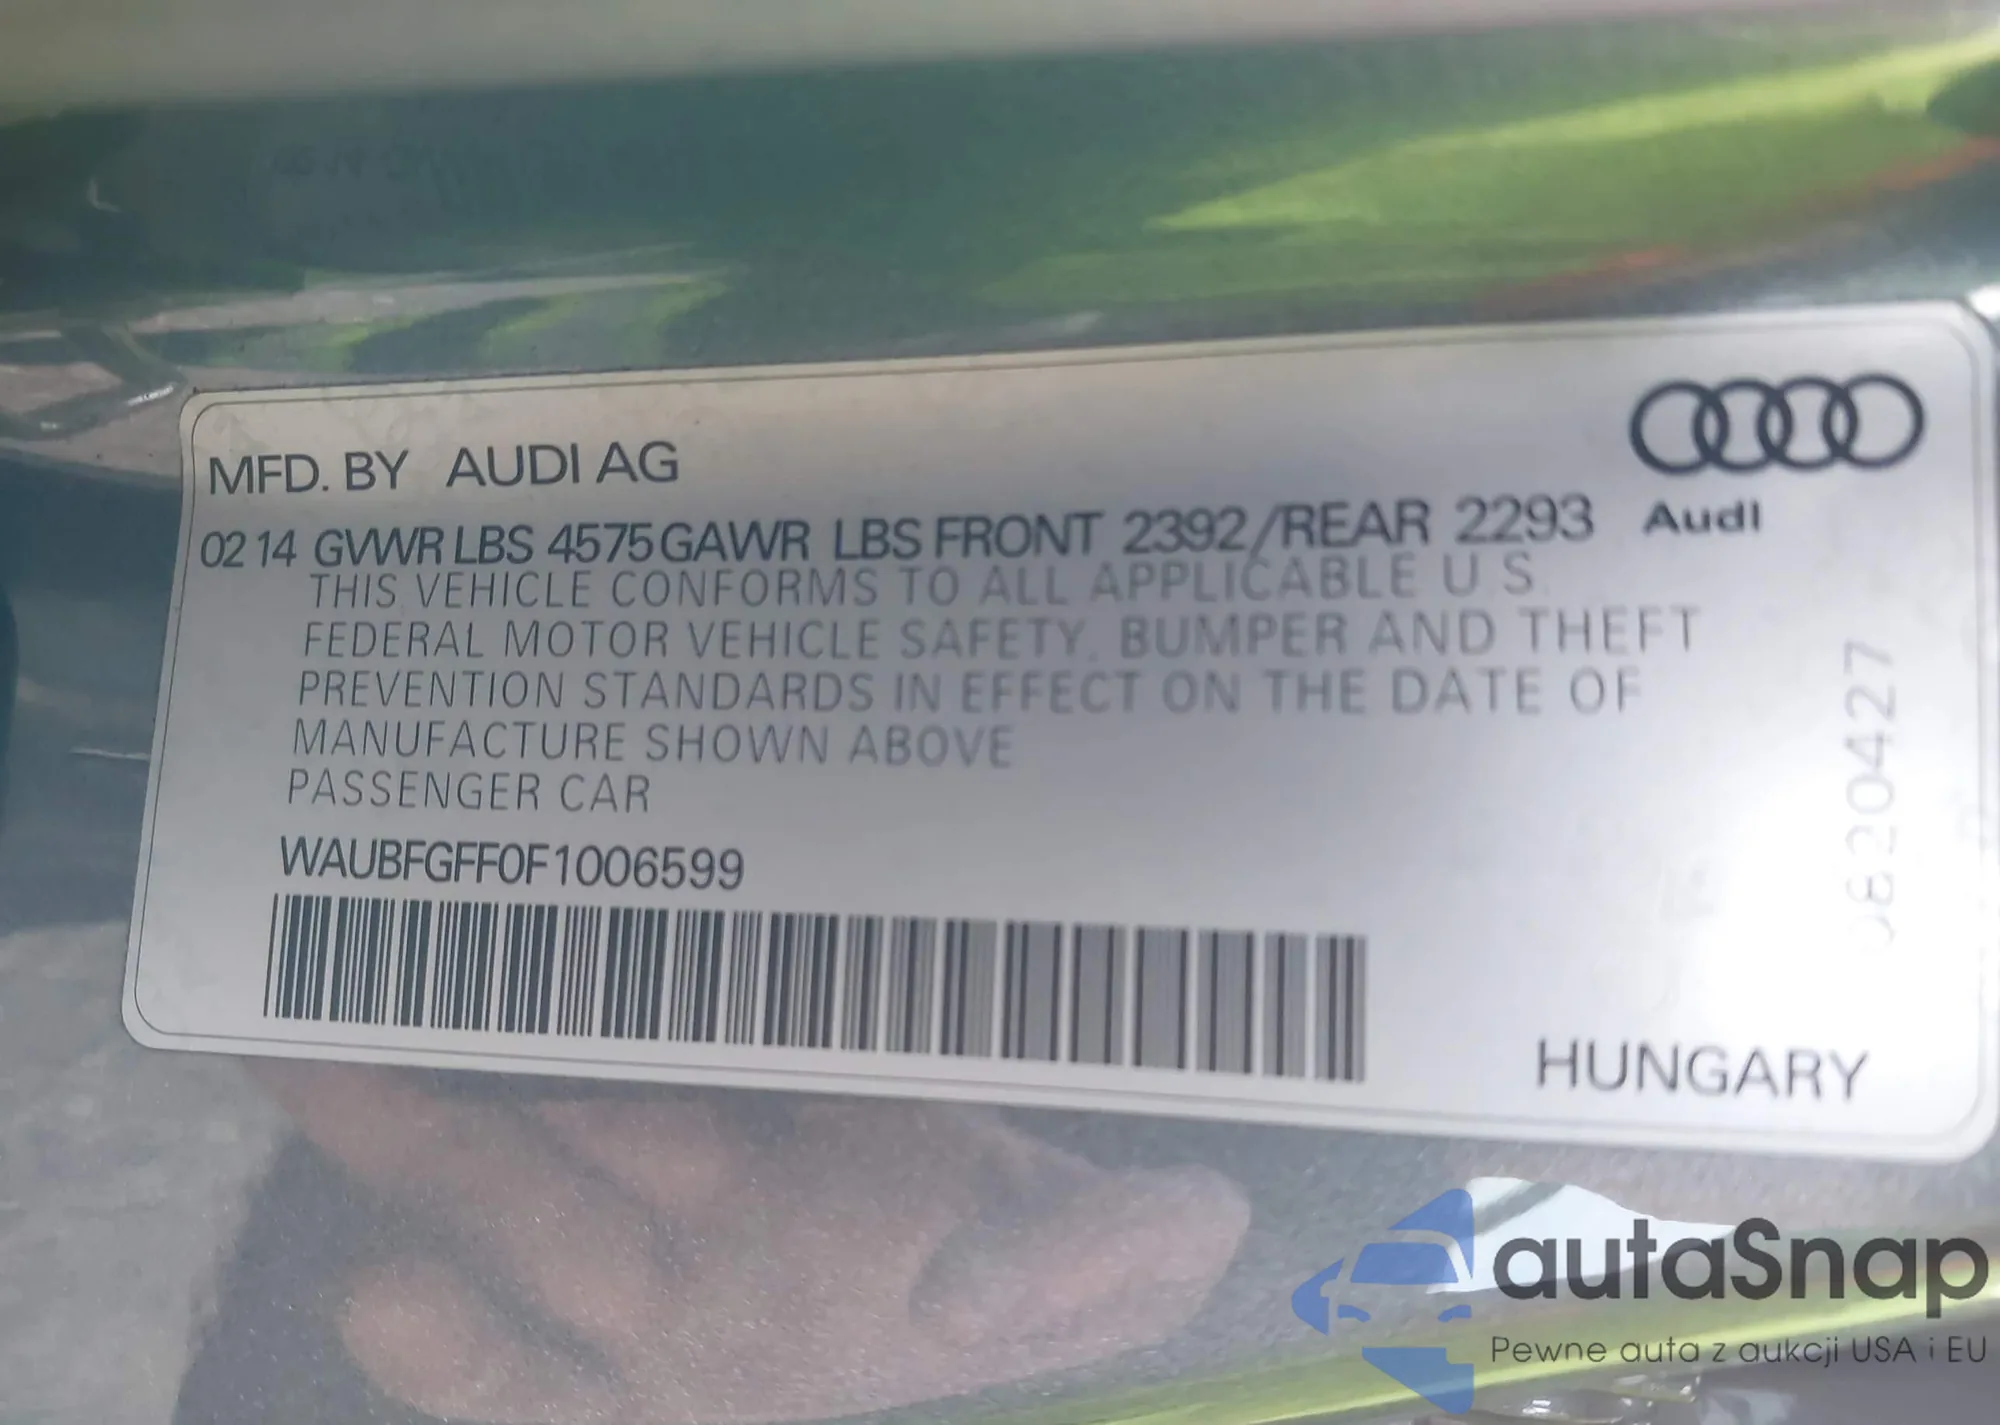 MFD. BY AUDI AG
02 14 GVWR LBS 4575 GAWR LBS FRONT 2392/REAR 2293
Audi
THIS VEHICLE CONFORMS TO ALL APPLICABLE U.S.
FEDERAL MOTOR VEHICLE SAFETY, BUMPER AND THEFT
PREVENTION STANDARDS IN EFFECT ON THE DATE OF
MANUFACTURE SHOWN ABOVE
PASSENGER CAR
WAUBFGFF0F1006599
0820427
HUNGARY
autaSnap
Pewne auta z aukcji USA i EU